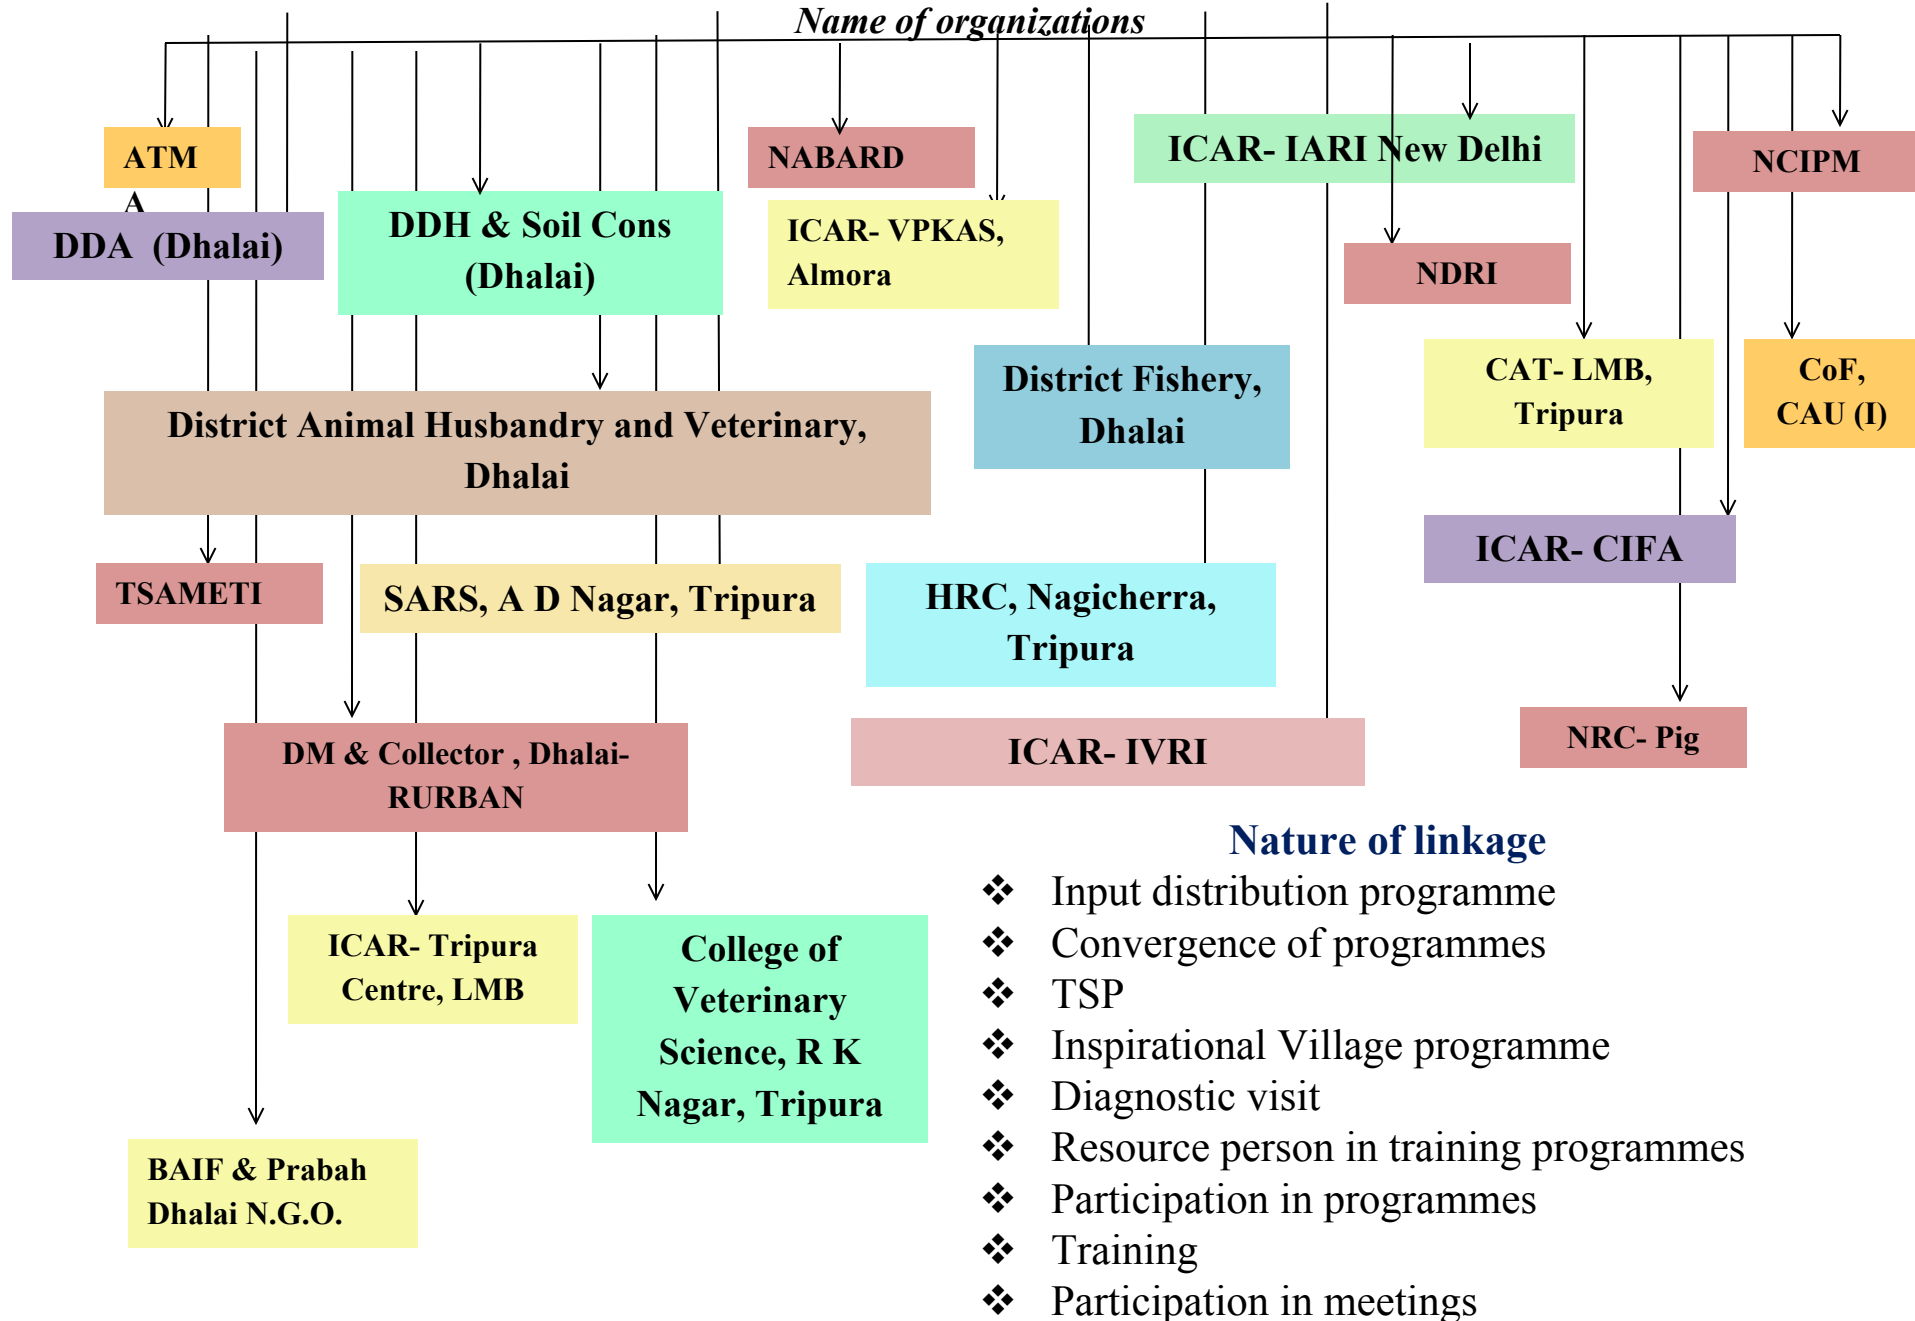 Name of organizations
ATM
A
NABARD
ICAR- IARI New Delhi
NCIPM
DDA (Dhalai)
DDH & Soil Cons
(Dhalai)
ICAR- VPKAS,
Almora
NDRI
District Fishery,
Dhalai
CAT- LMB,
Tripura
CoF,
CAU (I)
District Animal Husbandry and Veterinary,
Dhalai
ICAR- CIFA
TSAMETI
SARS, A D Nagar, Tripura
HRC, Nagicherra,
Tripura
DM & Collector , Dhalai-
RURBAN
ICAR- IVRI
NRC- Pig
ICAR- Tripura
Centre, LMB
College of
Veterinary
Science, R K
Nagar, Tripura
BAIF & Prabah
Dhalai N.G.O.
Nature of linkage
❖ Input distribution programme
❖ Convergence of programmes
❖ TSP
❖ Inspirational Village programme
❖ Diagnostic visit
❖ Resource person in training programmes
❖ Participation in programmes
❖ Training
❖ Participation in meetings